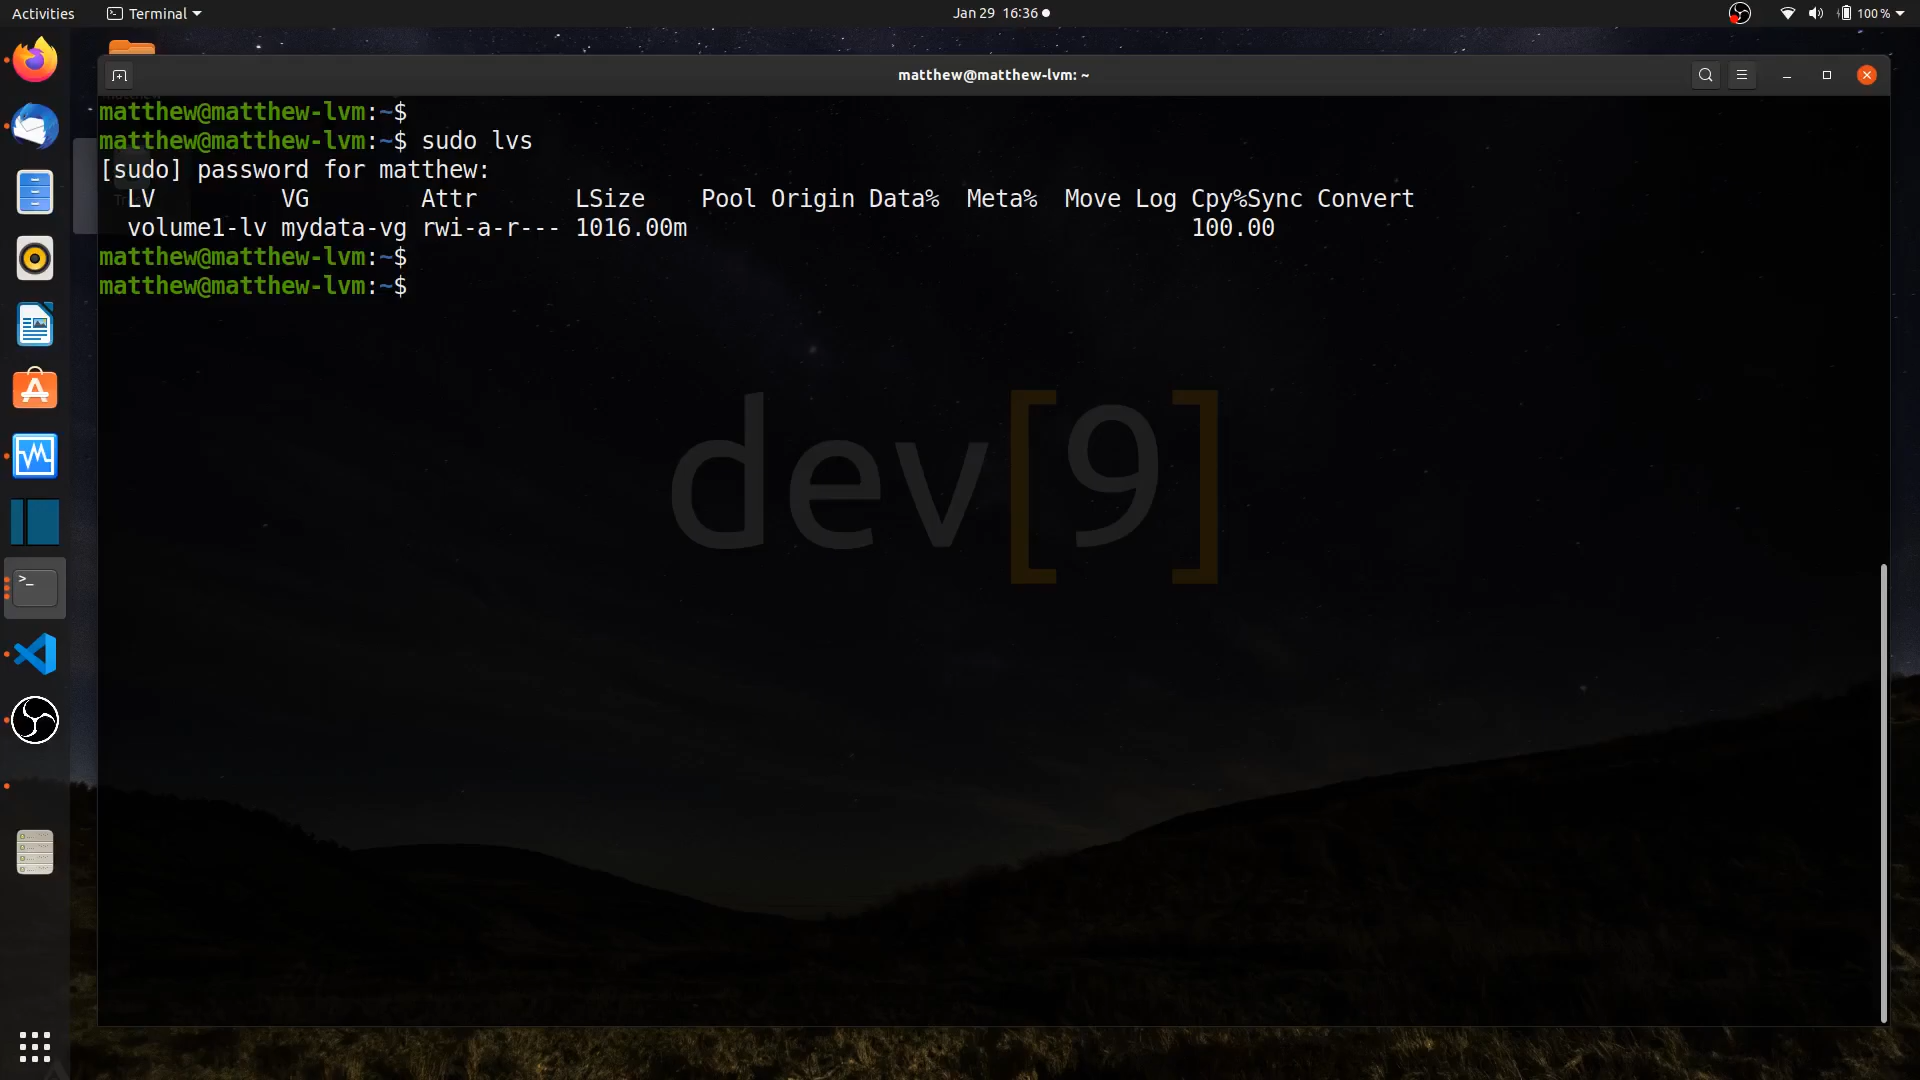 Activities Terminal Jan 29 16:36 100 %
matthew@matthew-lvm: ~
matthew@matthew-lvm:~$
matthew@matthew-lvm:~$ sudo lvs
[sudo] password for matthew:
LV VG Attr LSize Pool Origin Data% Meta% Move Log Cpy%Sync Convert
volume1-lv mydata-vg rwi-a-r--- 1016.00m 100.00
matthew@matthew-lvm:~$
matthew@matthew-lvm:~$
dev[9]